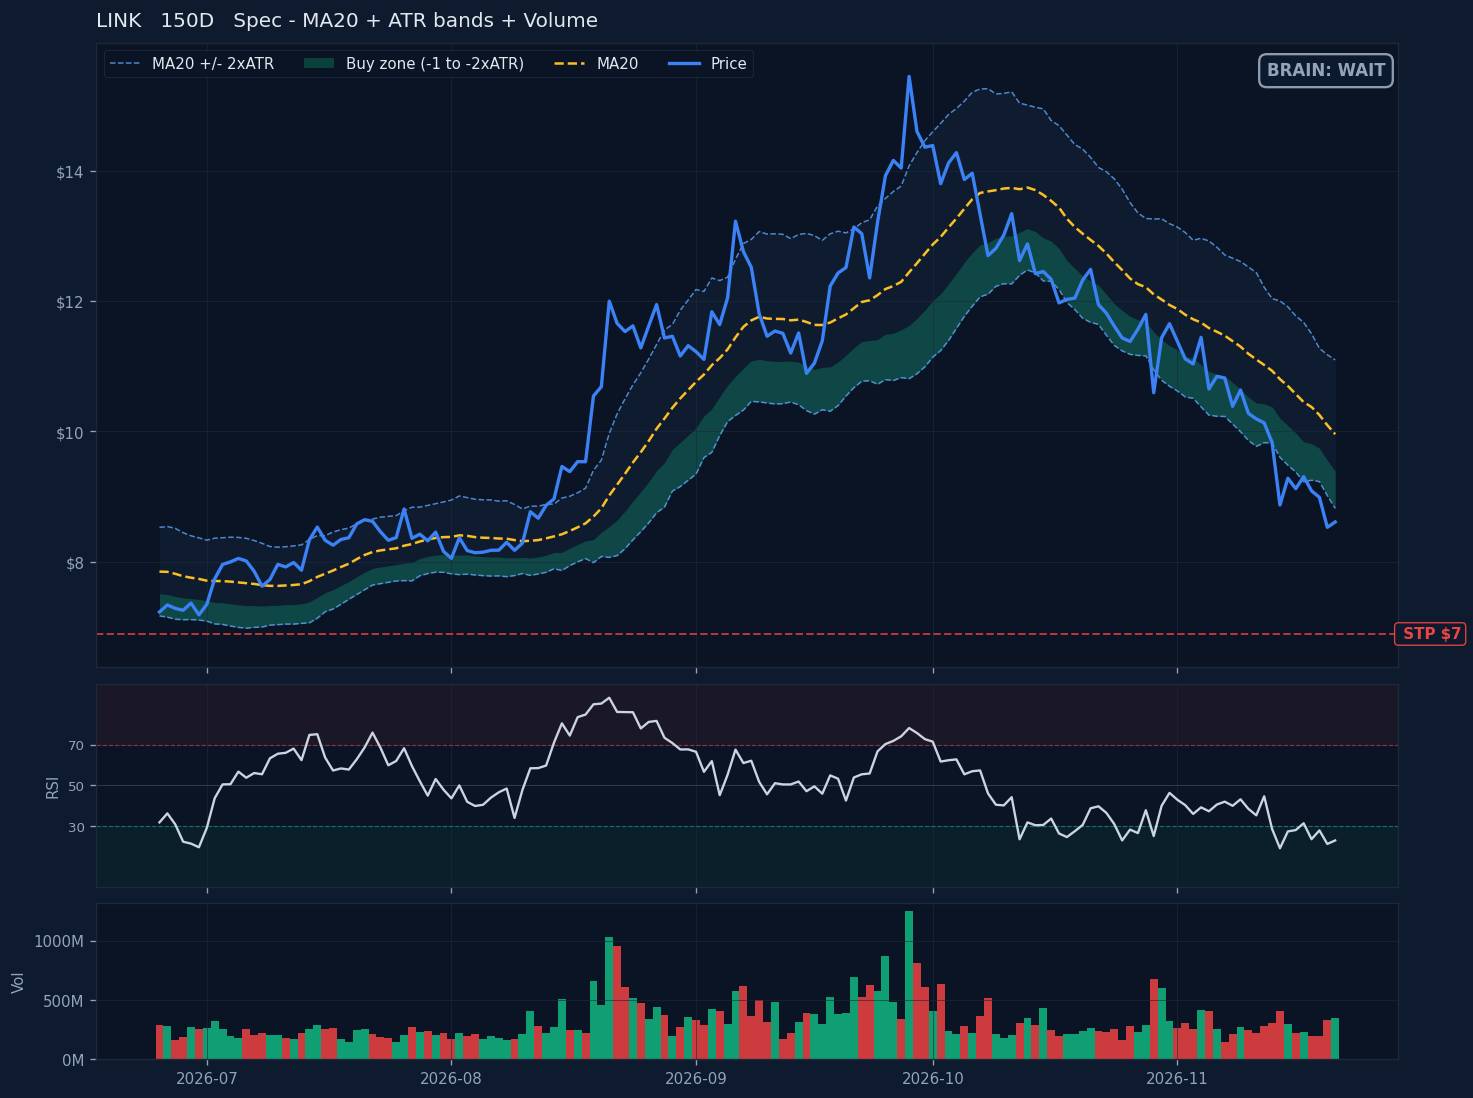 LINK   150D   Spec - MA20 + ATR bands + Volume
MA20 +/- 2xATR
Buy zone (-1 to -2xATR)
MA20
Price
BRAIN: WAIT
$14
$12
$10
$8
STP $7
70
50
30
RSI
1000M
500M
0M
Vol
2026-07
2026-08
2026-09
2026-10
2026-11